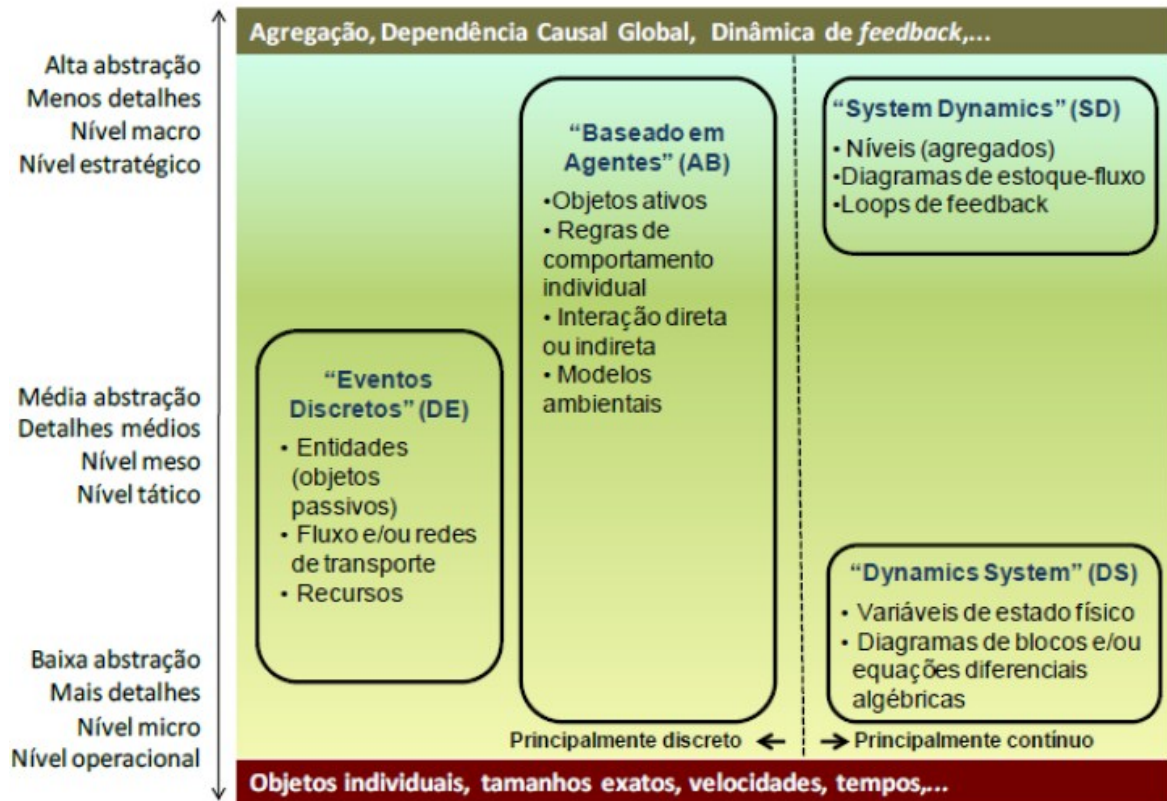 Agregação, Dependência Causal Global, Dinâmica de feedback,...
Alta abstração
Menos detalhes
Nível macro
Nível estratégico
Média abstração
Detalhes médios
Nível meso
Nível tático
Baixa abstração
Mais detalhes
Nível micro
Nível operacional
“Eventos
Discretos” (DE)
• Entidades
(objetos
passivos)
• Fluxo e/ou redes
de transporte
• Recursos
“Baseado em
Agentes” (AB)
•Objetos ativos
• Regras de
comportamento
individual
• Interação direta
ou indireta
• Modelos
ambientais
“System Dynamics” (SD)
• Níveis (agregados)
•Diagramas de estoque-fluxo
•Loops de feedback
“Dynamics System” (DS)
• Variáveis de estado físico
• Diagramas de blocos e/ou
equações diferenciais
algébricas
Principalmente discreto
Principalmente contínuo
Objetos individuais, tamanhos exatos, velocidades, tempos,...